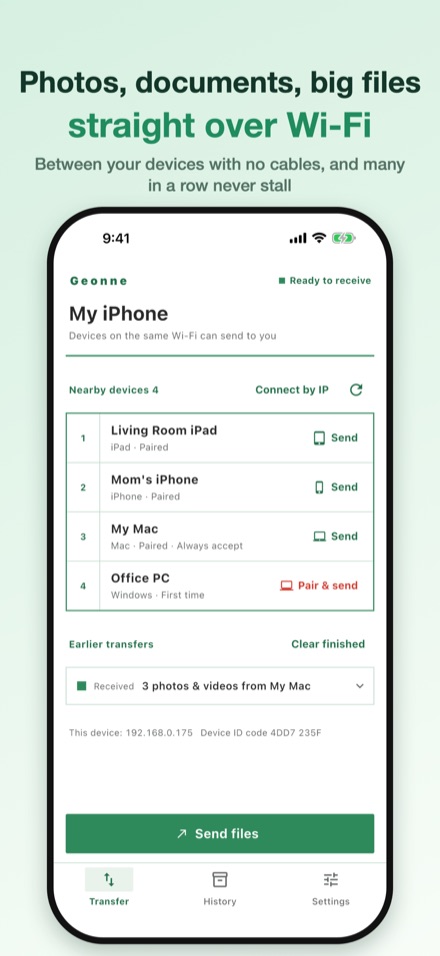 Photos, documents, big files
straight over Wi-Fi
Between your devices with no cables, and many
in a row never stall
9:41
Geonne
Ready to receive
My iPhone
Devices on the same Wi-Fi can send to you
Nearby devices 4
Connect by IP
1
Living Room iPad
iPad · Paired
Send
2
Mom's iPhone
iPhone · Paired
Send
3
My Mac
Mac · Paired · Always accept
Send
4
Office PC
Windows · First time
Pair & send
Earlier transfers
Clear finished
Received 3 photos & videos from My Mac
This device: 192.168.0.175 Device ID code 4DD7 235F
Send files
Transfer
History
Settings